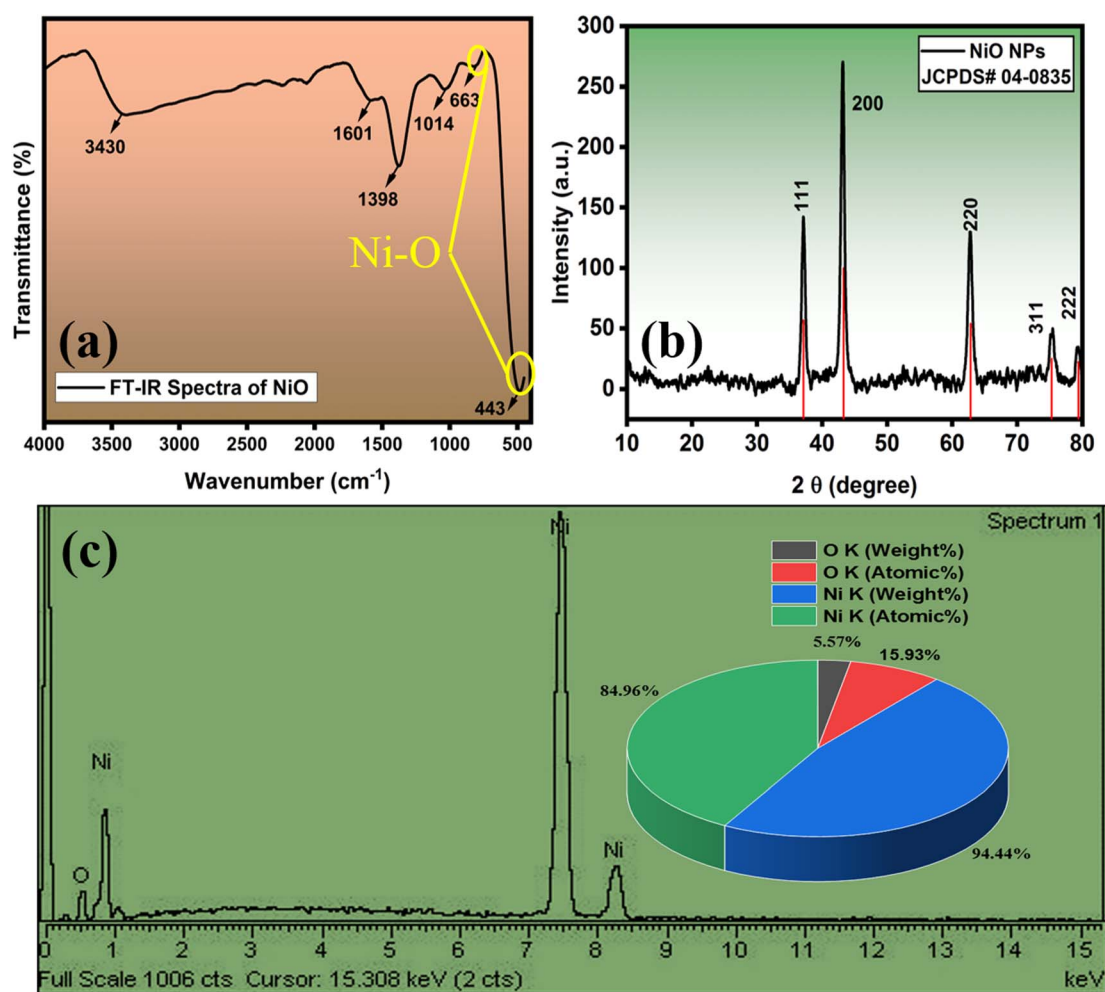 Transmittance (%)
3430
1601
1398
1014
663
443
Ni-O
(a)
FT-IR Spectra of NiO
4000 3500 3000 2500 2000 1500 1000 500
Wavenumber (cm⁻¹)
Intensity (a.u.)
300
250
200
150
100
50
0
NiO NPs
JCPDS# 04-0835
111
200
220
311
222
(b)
10 20 30 40 50 60 70 80
2 θ (degree)
(c)
Spectrum 1
O
Ni
Ni
Ni
O K (Weight%)
O K (Atomic%)
Ni K (Weight%)
Ni K (Atomic%)
5.57%
15.93%
84.96%
94.44%
0 1 2 3 4 5 6 7 8 9 10 11 12 13 14 15
Full Scale 1006 cts Cursor: 15.308 keV (2 cts)
keV